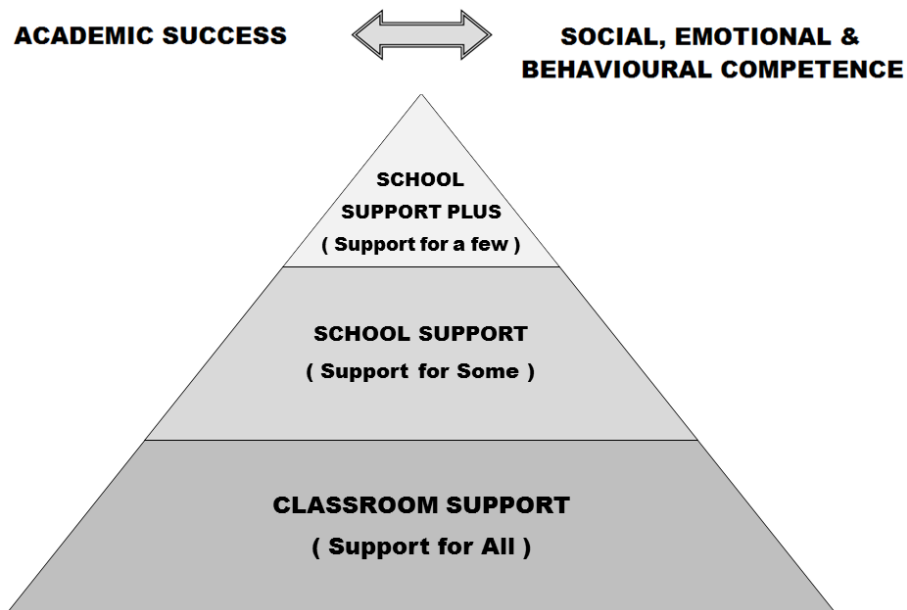 ACADEMIC SUCCESS
SOCIAL, EMOTIONAL &
BEHAVIOURAL COMPETENCE
SCHOOL
SUPPORT PLUS
( Support for a few )
SCHOOL SUPPORT
( Support for Some )
CLASSROOM SUPPORT
( Support for All )